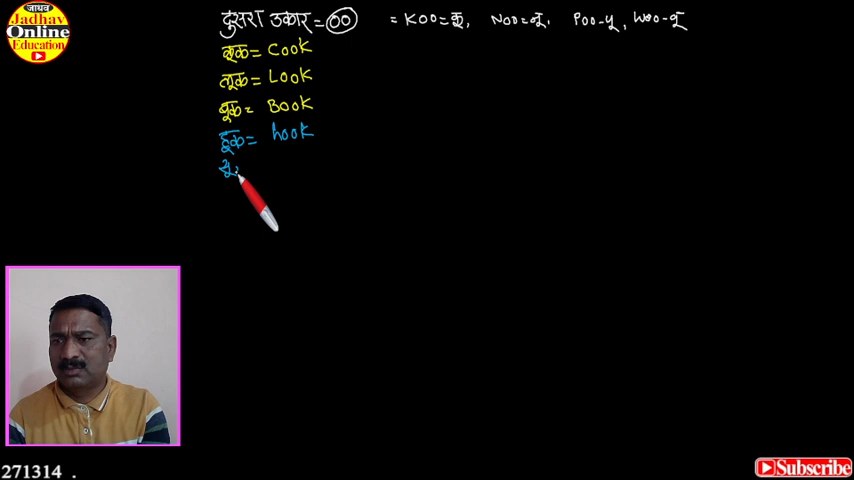 जाधव
Jadhav
Online
Education
दुसरा उकार = oo = Koo = कू, Noo = नू, Poo - पू, Woo - वू
कूक = Cook
लूक = Look
बूक = Book
हूक = hook
271314 .
Subscribe